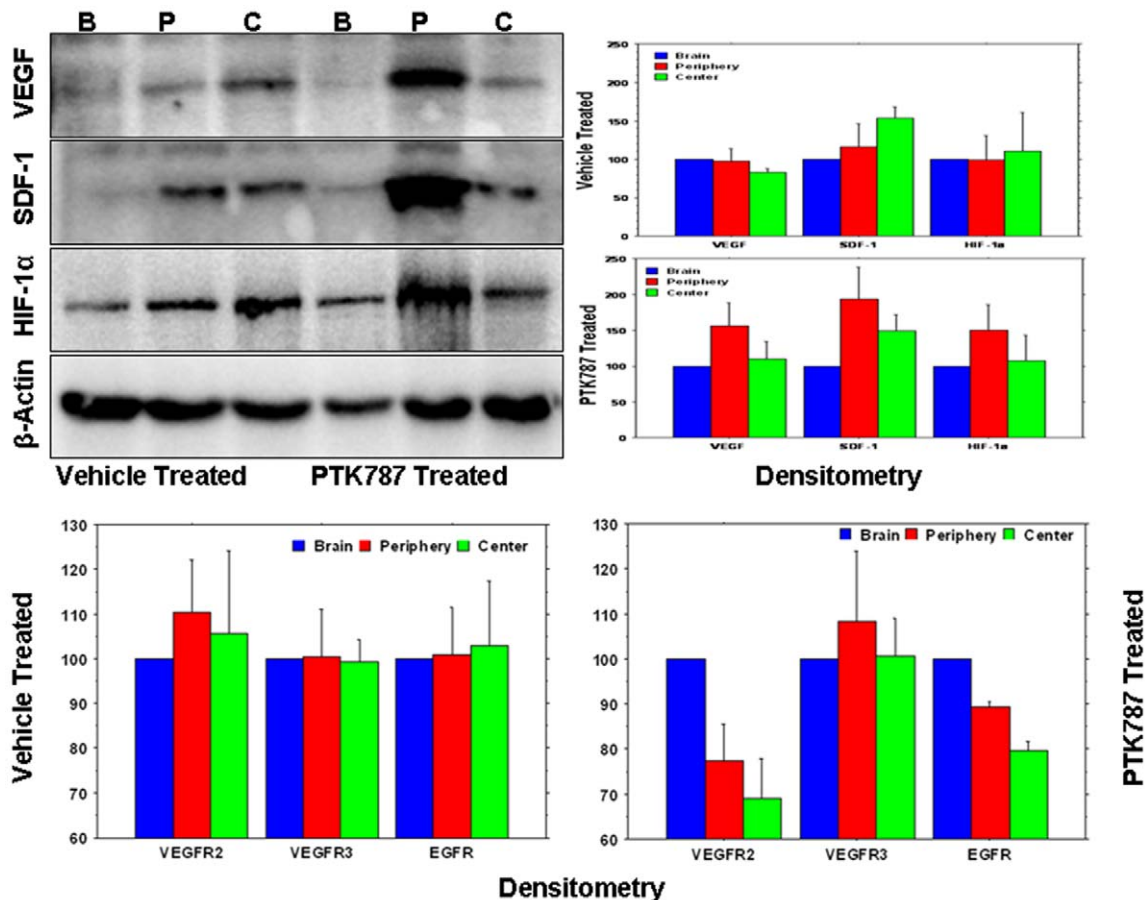 B P C B P C
VEGF
SDF-1
HIF-1α
β-Actin
Vehicle Treated PTK787 Treated
Vehicle Treated
250
200
150
100
50
0
Brain
Periphery
Center
VEGF SDF-1 HIF-1α
PTK787 Treated
250
200
150
100
50
0
Brain
Periphery
Center
VEGF SDF-1 HIF-1α
Densitometry
Vehicle Treated
130
120
110
100
90
80
70
60
Brain Periphery Center
VEGFR2 VEGFR3 EGFR
130
120
110
100
90
80
70
60
Brain Periphery Center
VEGFR2 VEGFR3 EGFR
PTK787 Treated
Densitometry